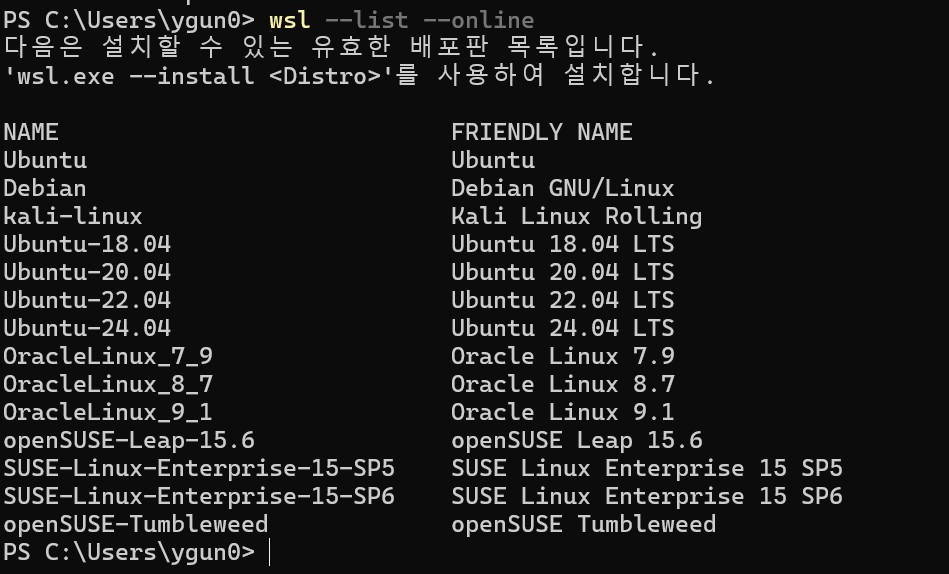 PS C:\Users\ygun0> wsl --list --online
다음은 설치할 수 있는 유효한 배포판 목록입니다.
'wsl.exe --install <Distro>'를 사용하여 설치합니다.
NAME FRIENDLY NAME
Ubuntu Ubuntu
Debian Debian GNU/Linux
kali-linux Kali Linux Rolling
Ubuntu-18.04 Ubuntu 18.04 LTS
Ubuntu-20.04 Ubuntu 20.04 LTS
Ubuntu-22.04 Ubuntu 22.04 LTS
Ubuntu-24.04 Ubuntu 24.04 LTS
OracleLinux_7_9 Oracle Linux 7.9
OracleLinux_8_7 Oracle Linux 8.7
OracleLinux_9_1 Oracle Linux 9.1
openSUSE-Leap-15.6 openSUSE Leap 15.6
SUSE-Linux-Enterprise-15-SP5 SUSE Linux Enterprise 15 SP5
SUSE-Linux-Enterprise-15-SP6 SUSE Linux Enterprise 15 SP6
openSUSE-Tumbleweed openSUSE Tumbleweed
PS C:\Users\ygun0>